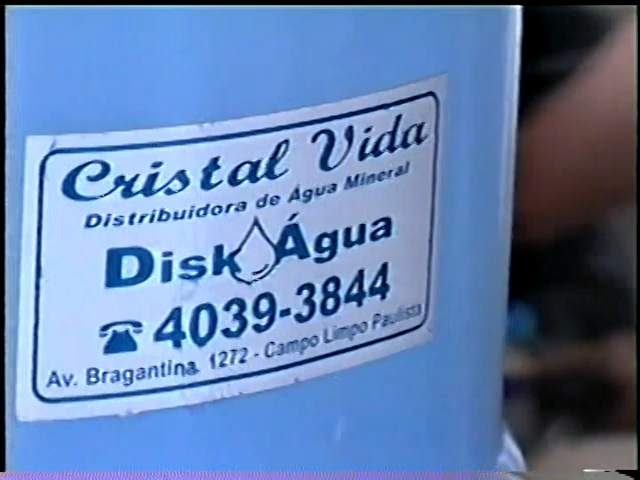 Cristal Vida
Distribuidora de Água Mineral
Disk Água
4039-3844
Av. Bragantina 1272 - Campo Limpo Paulista